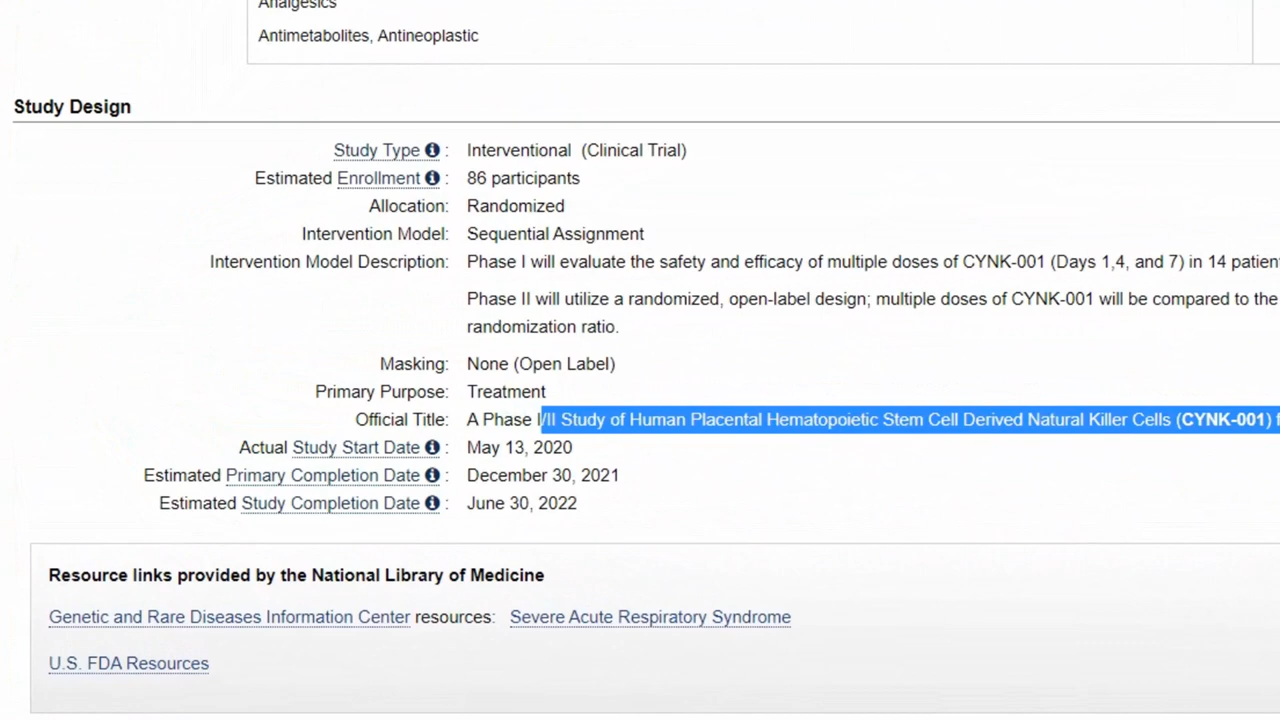 Analgesics
Antimetabolites, Antineoplastic
Study Design
Study Type : Interventional (Clinical Trial)
Estimated Enrollment : 86 participants
Allocation: Randomized
Intervention Model: Sequential Assignment
Intervention Model Description: Phase I will evaluate the safety and efficacy of multiple doses of CYNK-001 (Days 1,4, and 7) in 14
Phase II will utilize a randomized, open-label design; multiple doses of CYNK-001 will be compared to the
randomization ratio.
Masking: None (Open Label)
Primary Purpose: Treatment
Official Title: A Phase I/II Study of Human Placental Hematopoietic Stem Cell Derived Natural Killer Cells (CYNK-001)
Actual Study Start Date : May 13, 2020
Estimated Primary Completion Date : December 30, 2021
Estimated Study Completion Date : June 30, 2022
Resource links provided by the National Library of Medicine
Genetic and Rare Diseases Information Center resources: Severe Acute Respiratory Syndrome
U.S. FDA Resources